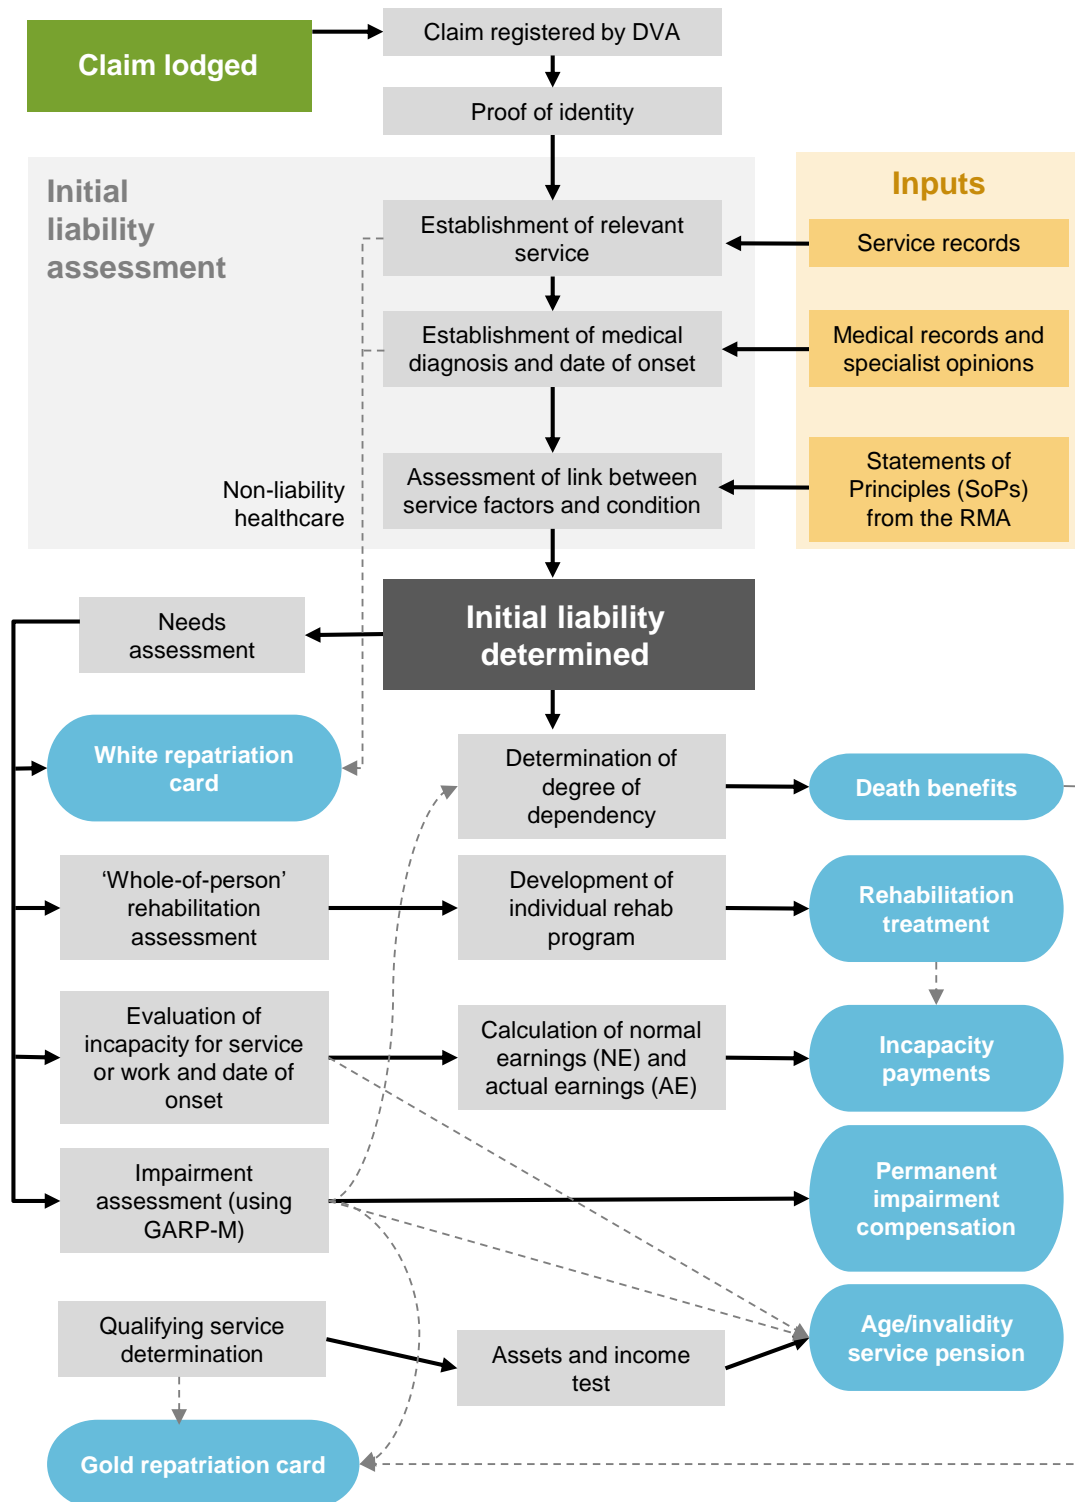 Claim lodged
Claim registered by DVA
Proof of identity
Initial
liability
assessment
Inputs
Establishment of relevant
service
Service records
Establishment of medical
diagnosis and date of onset
Medical records and
specialist opinions
Non-liability
healthcare
Assessment of link between
service factors and condition
Statements of
Principles (SoPs)
from the RMA
Needs
assessment
Initial liability
determined
White repatriation
card
Determination of
degree of
dependency
Death benefits
‘Whole-of-person’
rehabilitation
assessment
Development of
individual rehab
program
Rehabilitation
treatment
Evaluation of
incapacity for service
or work and date of
onset
Calculation of normal
earnings (NE) and
actual earnings (AE)
Incapacity
payments
Impairment
assessment (using
GARP-M)
Permanent
impairment
compensation
Qualifying service
determination
Assets and income
test
Age/invalidity
service pension
Gold repatriation card